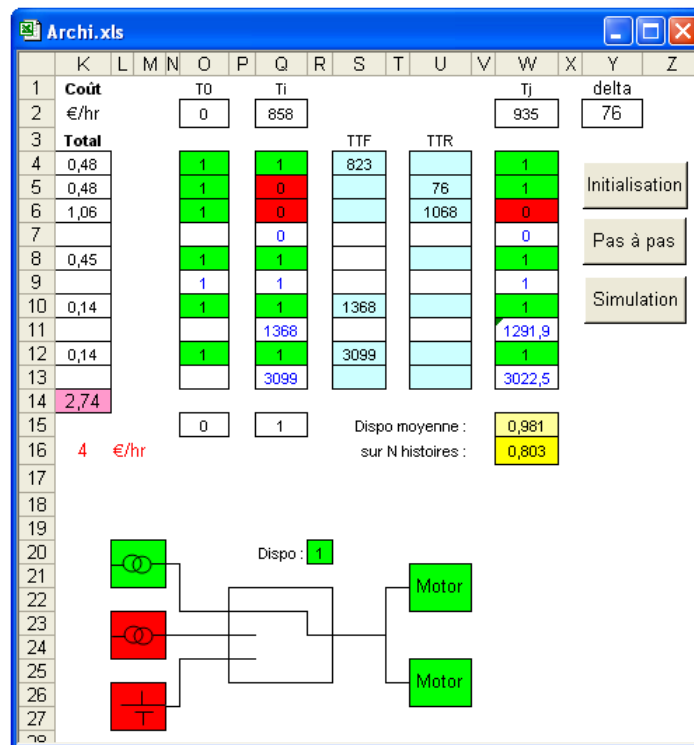 Archi.xls
K L M N O P Q R S T U V W X Y Z
1 Coût T0 Ti Tj delta
2 €/hr 0 858 935 76
3 Total TTF TTR
4 0,48 1 1 823 1
5 0,48 1 0 76 1 Initialisation
6 1,06 1 0 1068 0
7 0 0 Pas à pas
8 0,45 1 1 1
9 1 1 1
10 0,14 1 1 1368 1 Simulation
11 1368 1291,9
12 0,14 1 1 3099 1
13 3099 3022,5
14 2,74
15 0 1 Dispo moyenne : 0,981
16 4 €/hr sur N histoires : 0,803
17
18
19
20 Dispo : 1
21 Motor
22
23
24
25 Motor
26
27
28